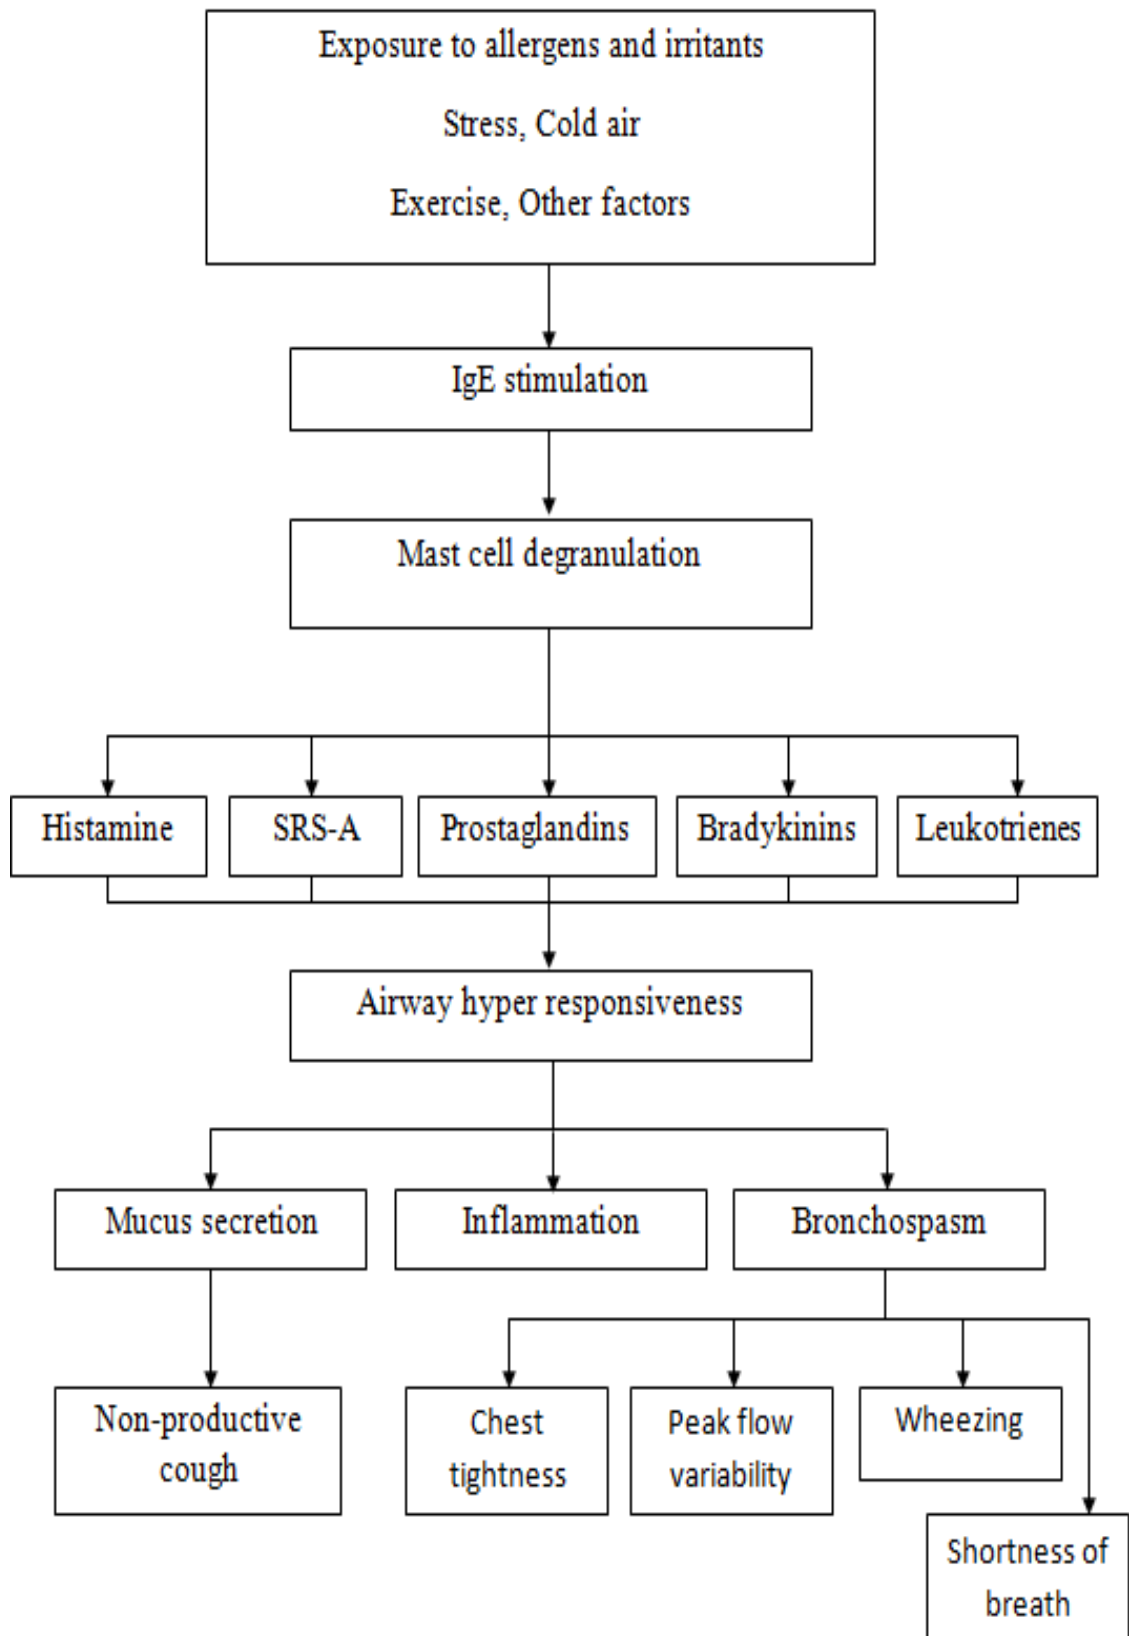 Exposure to allergens and irritants
Stress, Cold air
Exercise, Other factors
IgE stimulation
Mast cell degranulation
Histamine
SRS-A
Prostaglandins
Bradykinins
Leukotrienes
Airway hyper responsiveness
Mucus secretion
Inflammation
Bronchospasm
Non-productive
cough
Chest
tightness
Peak flow
variability
Wheezing
Shortness of
breath